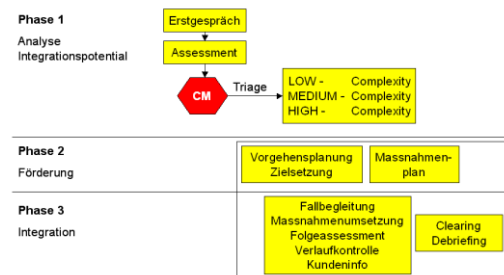 Phase 1
Analyse
Integrationspotential
Erstgespräch
Assessment
CM
Triage
LOW - Complexity
MEDIUM - Complexity
HIGH - Complexity
Phase 2
Förderung
Vorgehensplanung
Zielsetzung
Massnahmen-
plan
Phase 3
Integration
Fallbegleitung
Massnahmenumsetzung
Folgeassessment
Verlaufkontrolle
Kundeninfo
Clearing
Debriefing